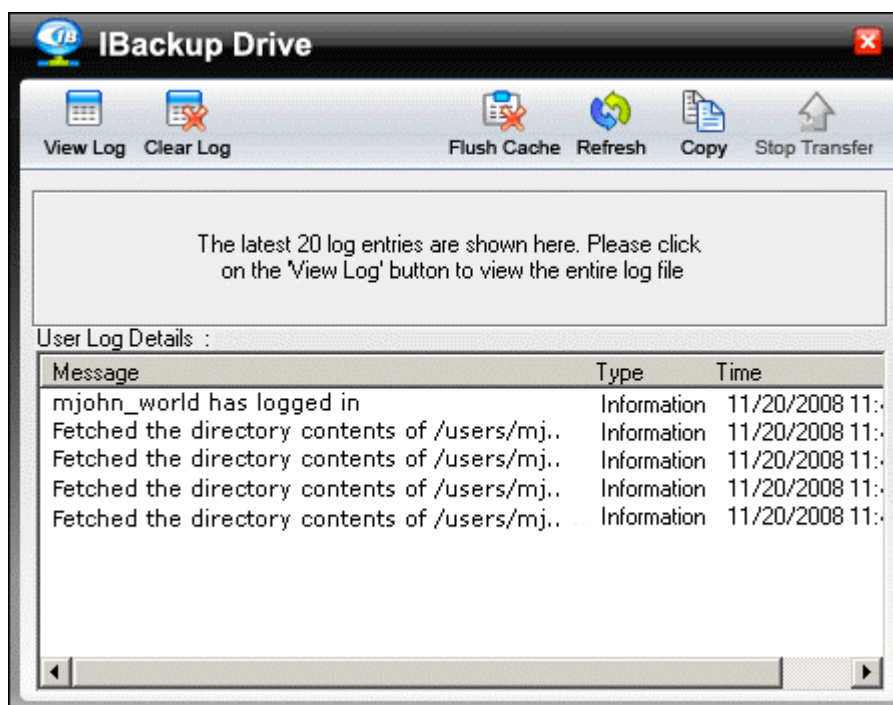 IB IBackup Drive
View Log Clear Log Flush Cache Refresh Copy Stop Transfer
The latest 20 log entries are shown here. Please click
on the 'View Log' button to view the entire log file
User Log Details :
Message Type Time
mjohn_world has logged in Information 11/20/2008 11:
Fetched the directory contents of /users/mj.. Information 11/20/2008 11:
Fetched the directory contents of /users/mj.. Information 11/20/2008 11:
Fetched the directory contents of /users/mj.. Information 11/20/2008 11:
Fetched the directory contents of /users/mj.. Information 11/20/2008 11: